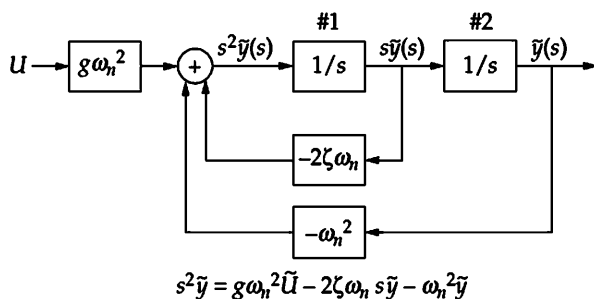 #1 #2
s²ỹ(s) sỹ(s) ỹ(s)
U gωₙ² + 1/s 1/s
−2ζωₙ
−ωₙ²
s²ỹ = gωₙ²Ũ − 2ζωₙ sỹ − ωₙ²ỹ